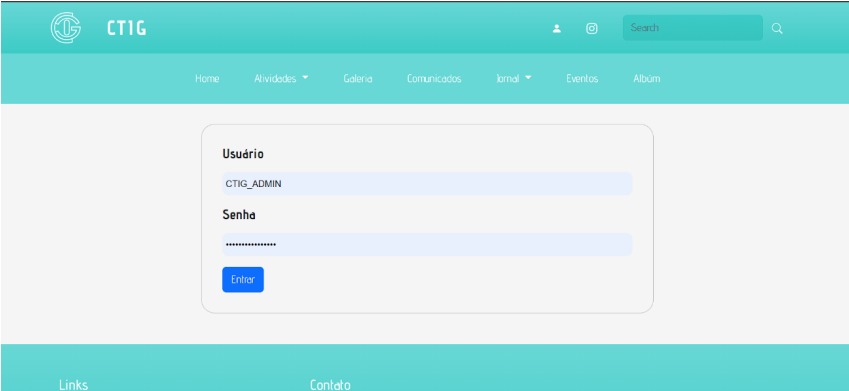 CTIG
Search
Home Atividades Galeria Comunicados Jornal Eventos Albúm
Usuário
CTIG_ADMIN
Senha
••••••••••••••••
Entrar
Links Contato